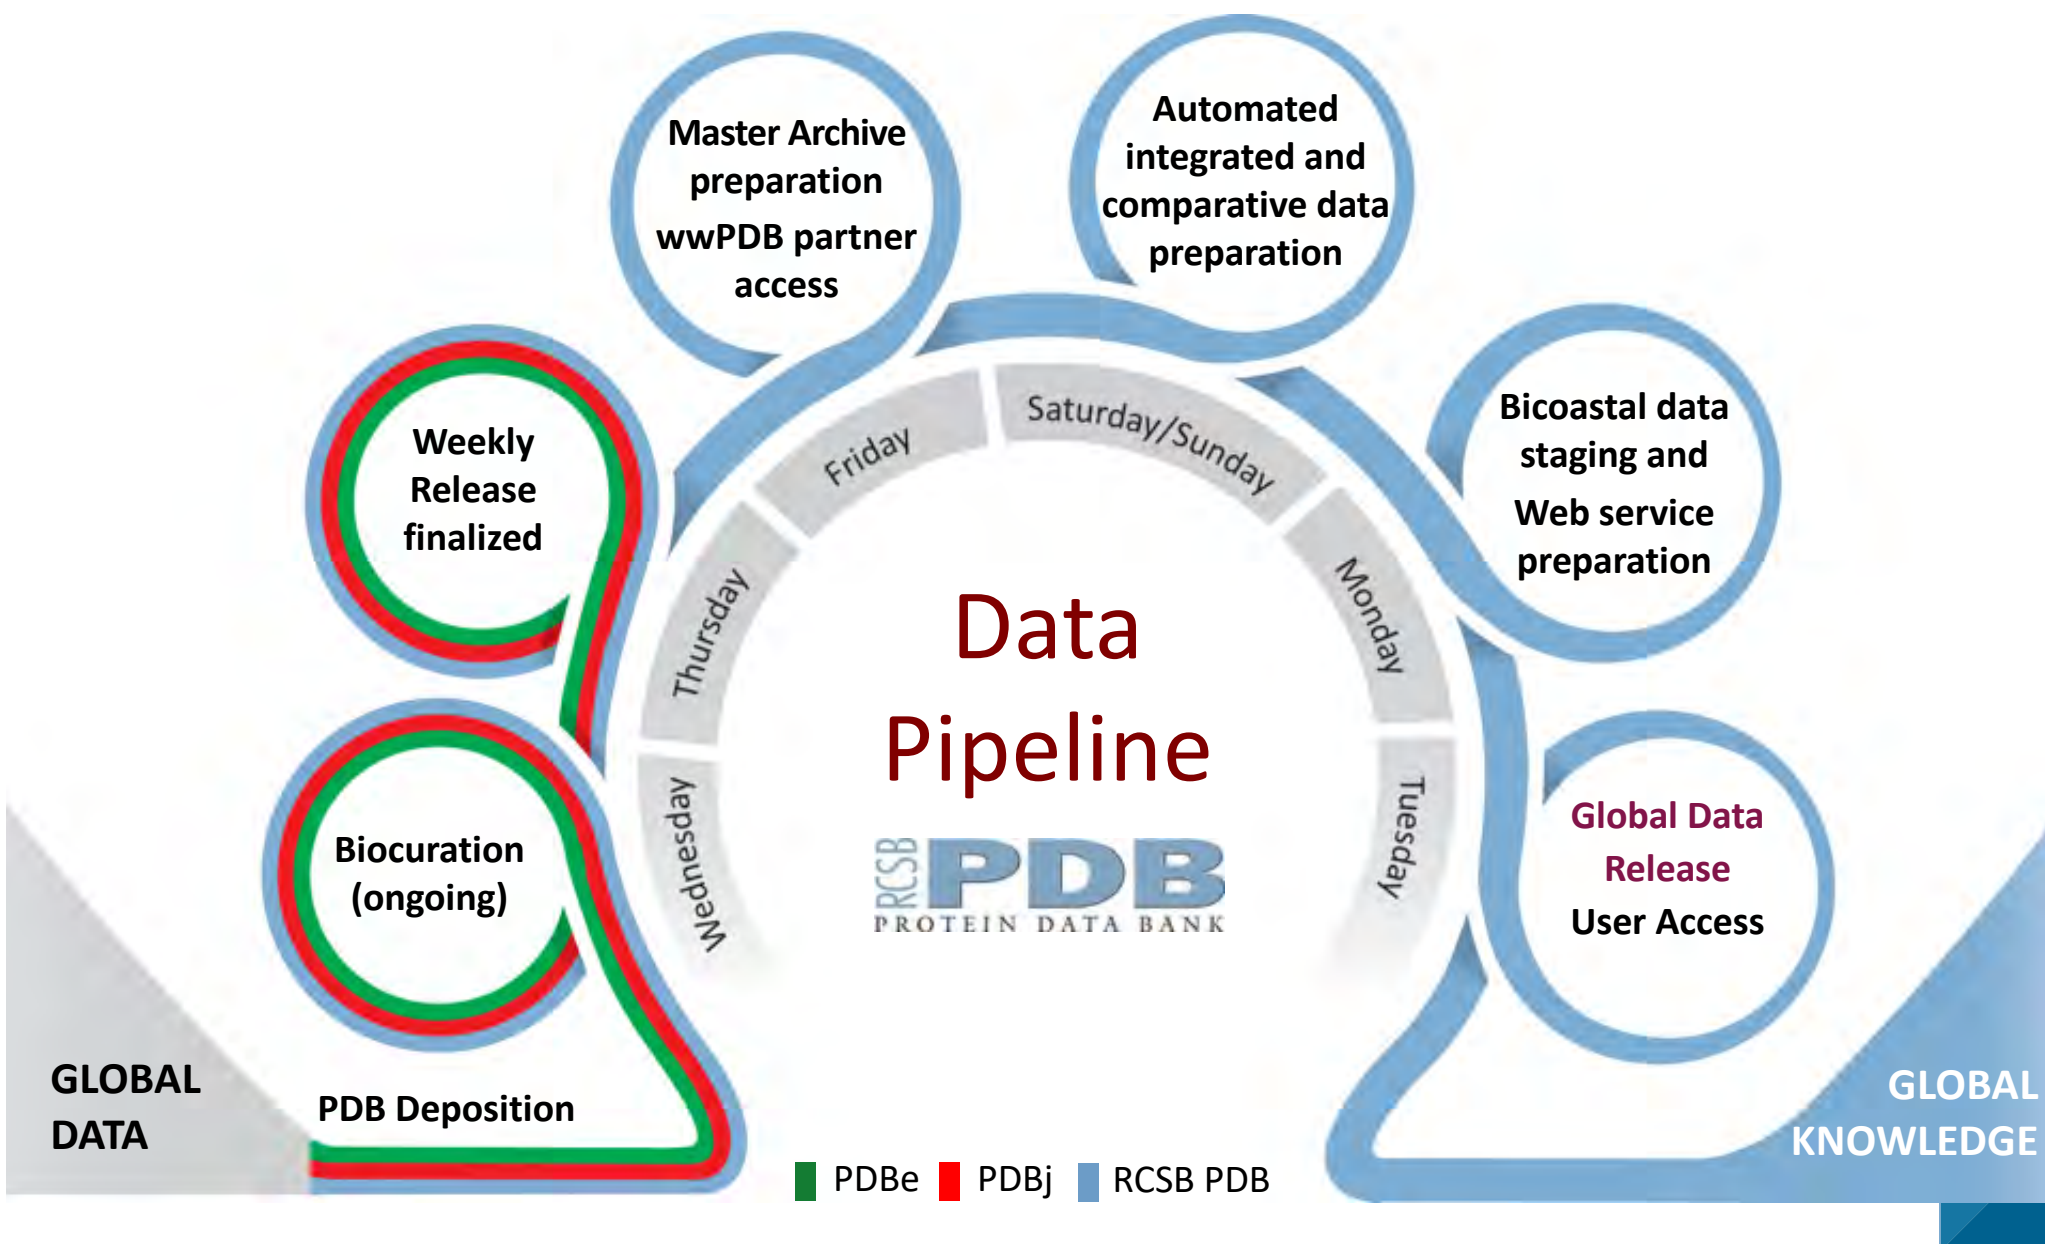 Master Archive
preparation
wwPDB partner
access
Automated
integrated and
comparative data
preparation
Weekly
Release
finalized
Bicoastal data
staging and
Web service
preparation
Biocuration
(ongoing)
Global Data
Release
User Access
Wednesday
Thursday
Friday
Saturday/Sunday
Monday
Tuesday
Data
Pipeline
RCSB
PDB
PROTEIN DATA BANK
GLOBAL
DATA
PDB Deposition
PDBe
PDBj
RCSB PDB
GLOBAL
KNOWLEDGE